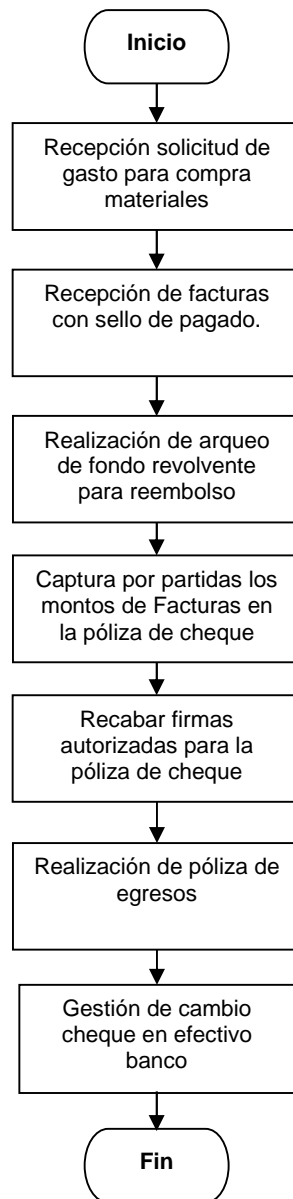 Inicio
Recepción solicitud de
gasto para compra
materiales
Recepción de facturas
con sello de pagado.
Realización de arqueo
de fondo revolvente
para reembolso
Captura por partidas los
montos de Facturas en
la póliza de cheque
Recabar firmas
autorizadas para la
póliza de cheque
Realización de póliza de
egresos
Gestión de cambio
cheque en efectivo
banco
Fin